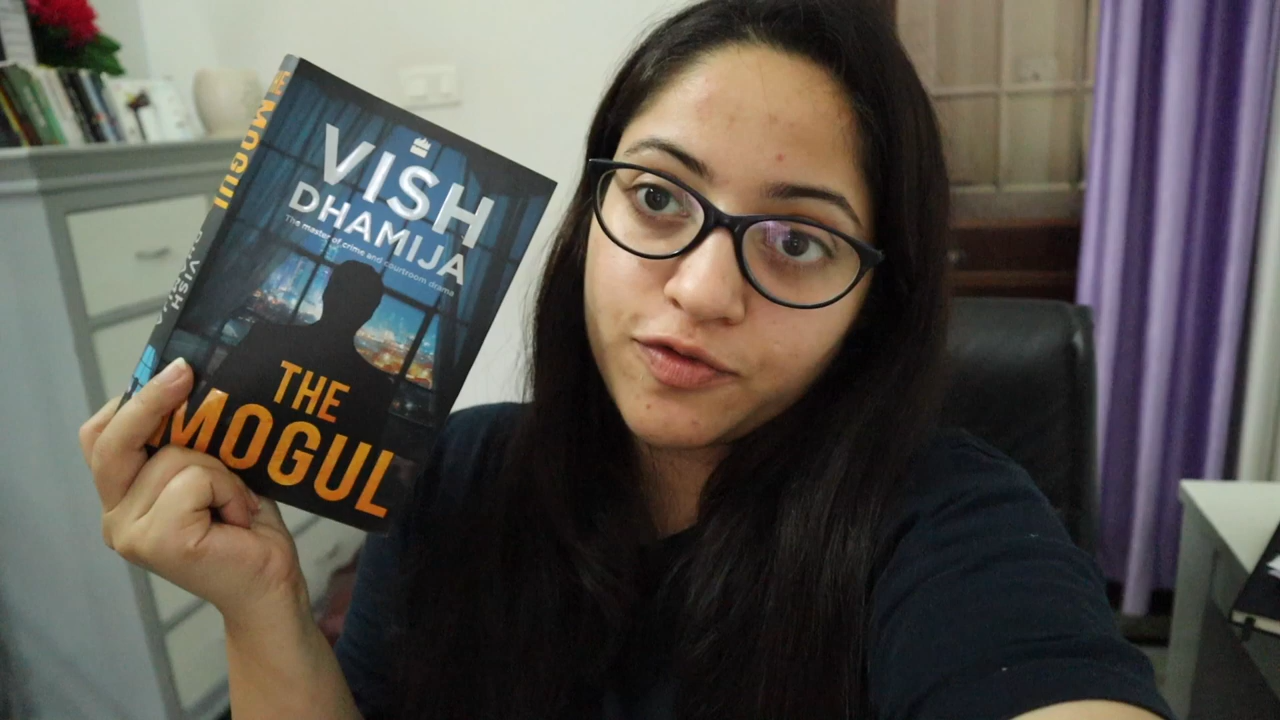 VISH
DHAMIJA
The master of crime and courtroom drama
THE
MOGUL
MOGUL
VISH